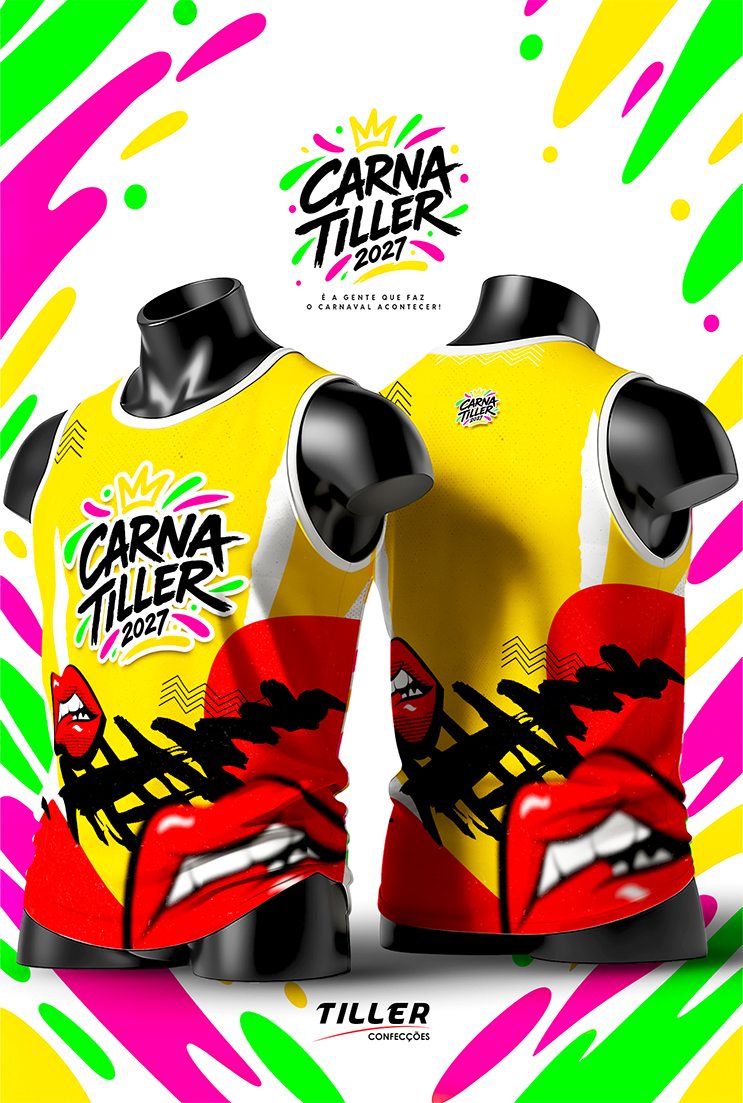 CARNA
TILLER
2027
É A GENTE QUE FAZ
O CARNAVAL ACONTECER!
CARNA
TILLER
2027
CARNA
TILLER
2027
TILLER
CONFECÇÕES